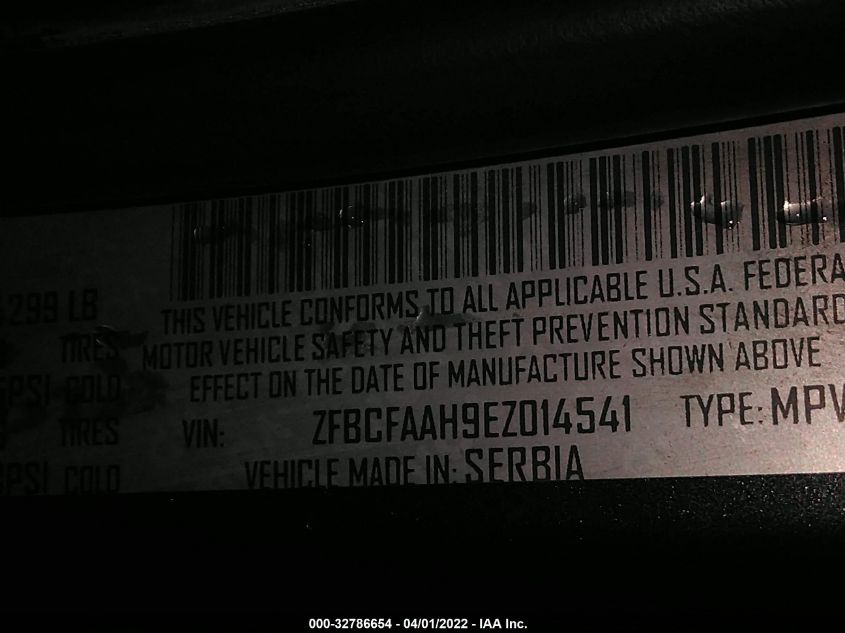 299 LB
THIS VEHICLE CONFORMS TO ALL APPLICABLE U.S.A. FEDERA
TIRES
MOTOR VEHICLE SAFETY AND THEFT PREVENTION STANDARD
PSI COLD
EFFECT ON THE DATE OF MANUFACTURE SHOWN ABOVE
TIRES
VIN: ZFBCFAAH9EZ014541 TYPE: MPV
PSI COLD
VEHICLE MADE IN: SERBIA
000-32786654 - 04/01/2022 - IAA Inc.